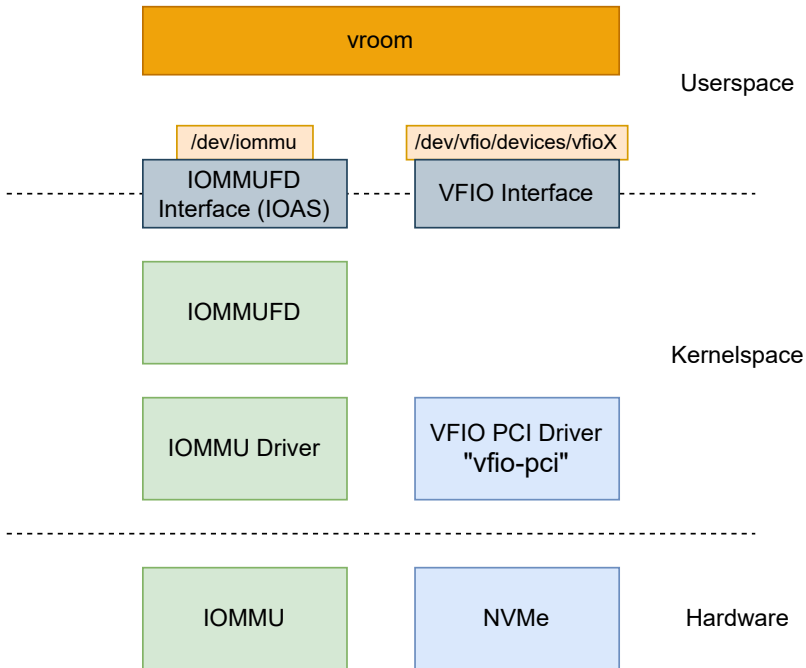 vroom
Userspace
/dev/iommu
/dev/vfio/devices/vfioX
IOMMUFD
Interface (IOAS)
VFIO Interface
IOMMUFD
Kernelspace
IOMMU Driver
VFIO PCI Driver
"vfio-pci"
IOMMU
NVMe
Hardware